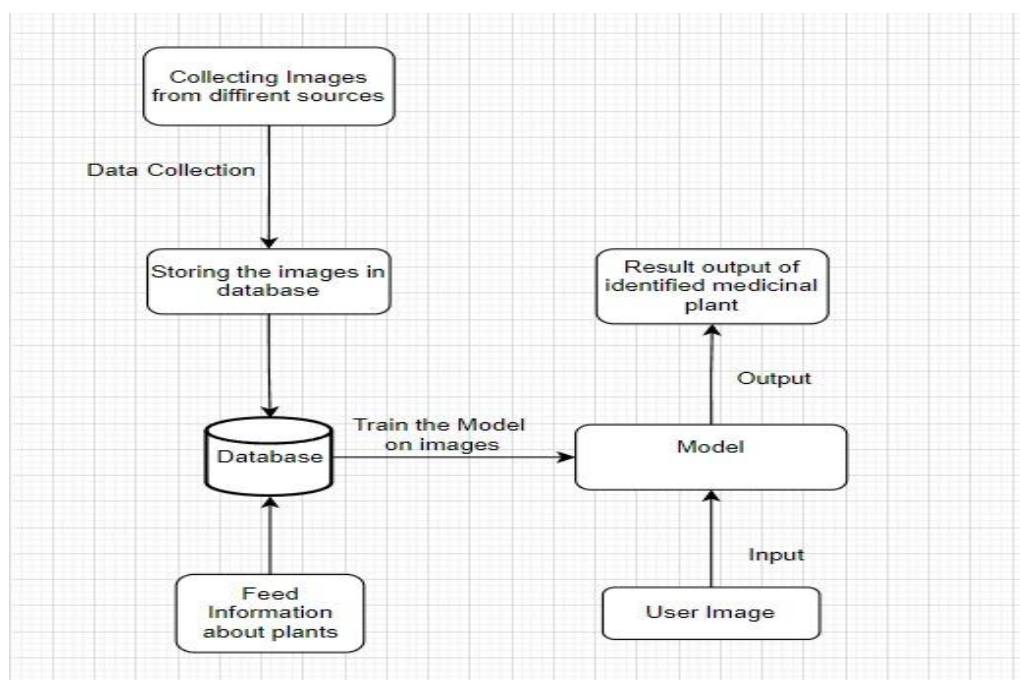 Collecting Images
from diffirent sources
Data Collection
Storing the images in
database
Result output of
identified medicinal
plant
Output
Train the Model
on images
Database
Model
Input
Feed
Information
about plants
User Image